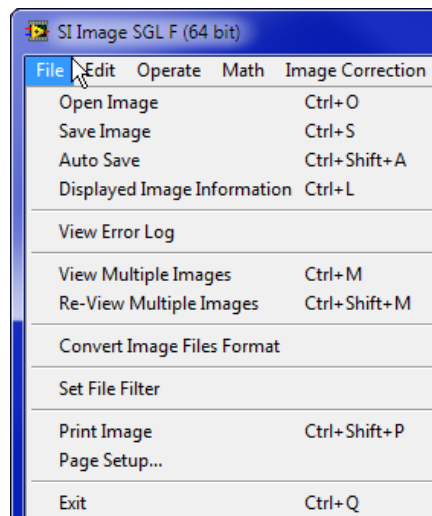 SI Image SGL F (64 bit)
File Edit Operate Math Image Correction
Open Image Ctrl+O
Save Image Ctrl+S
Auto Save Ctrl+Shift+A
Displayed Image Information Ctrl+L
View Error Log
View Multiple Images Ctrl+M
Re-View Multiple Images Ctrl+Shift+M
Convert Image Files Format
Set File Filter
Print Image Ctrl+Shift+P
Page Setup...
Exit Ctrl+Q